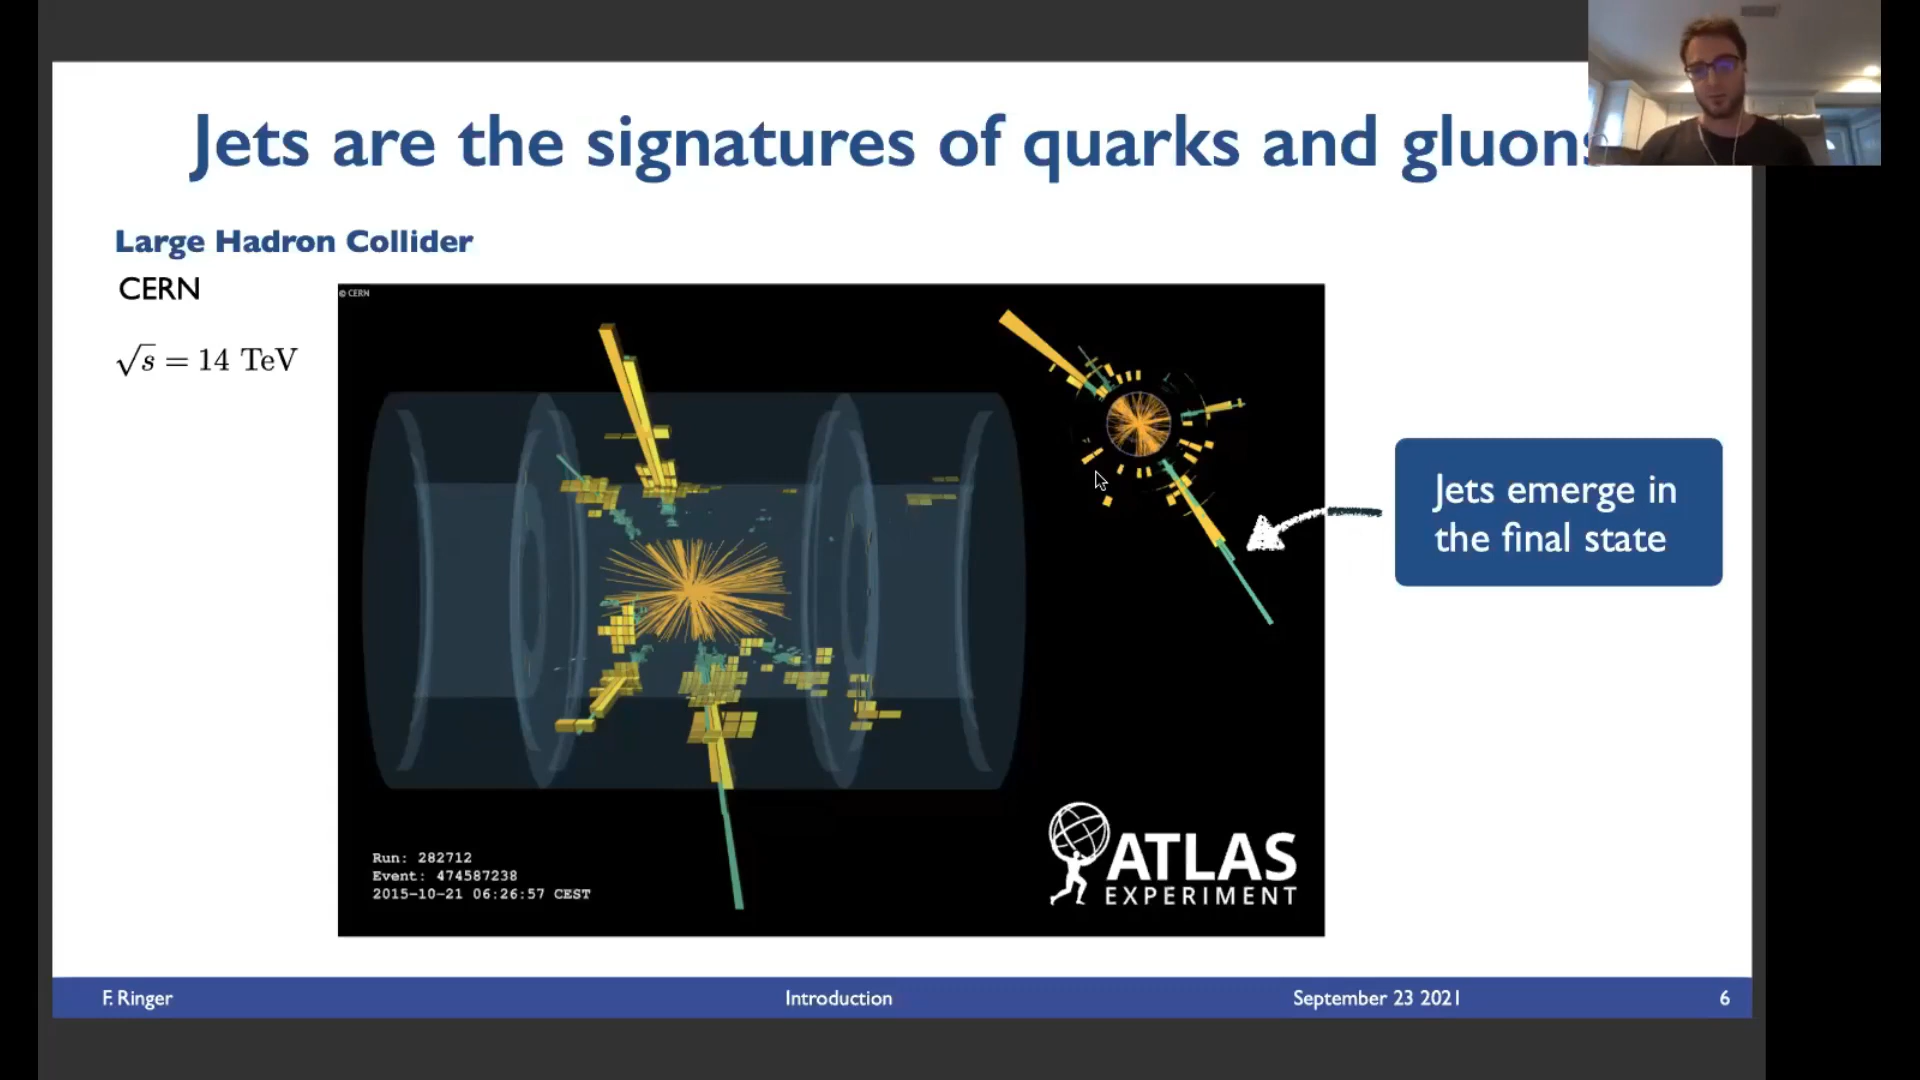 Jets are the signatures of quarks and gluons
Large Hadron Collider
CERN
√s = 14 TeV
© CERN
Jets emerge in
the final state
Run: 282712
Event: 474587238
2015-10-21 06:26:57 CEST
ATLAS
EXPERIMENT
F. Ringer
Introduction
September 23 2021
6